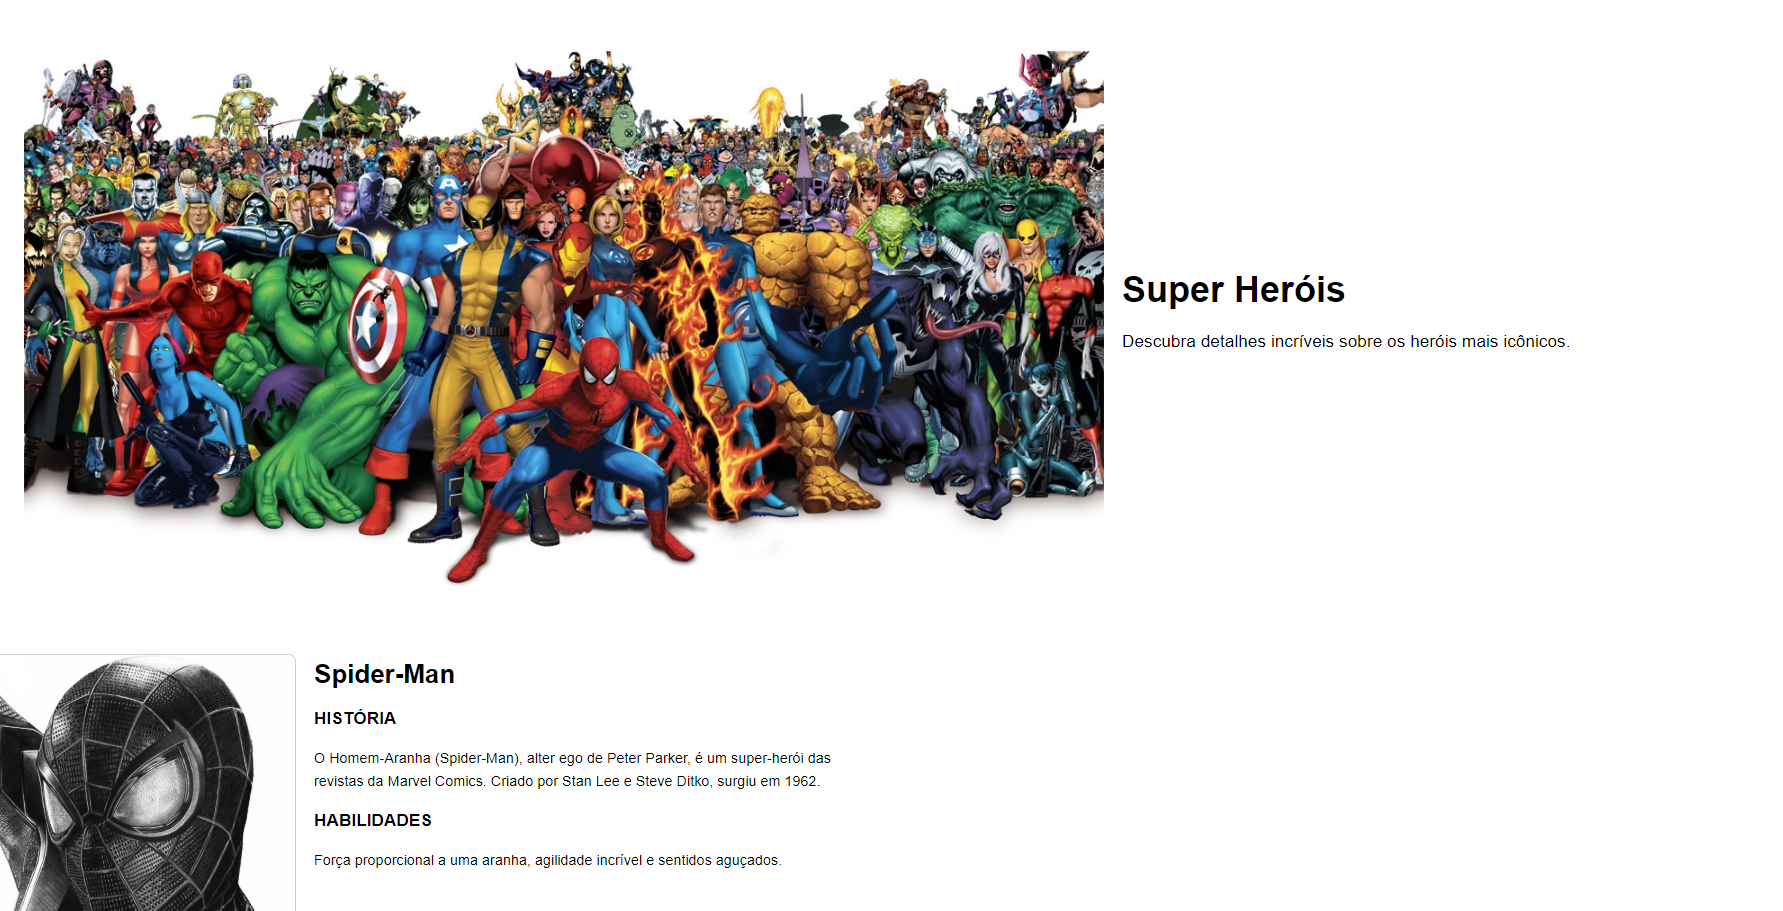 Super Heróis
Descubra detalhes incríveis sobre os heróis mais icônicos.
Spider-Man
HISTÓRIA
O Homem-Aranha (Spider-Man), alter ego de Peter Parker, é um super-herói das
revistas da Marvel Comics. Criado por Stan Lee e Steve Ditko, surgiu em 1962.
HABILIDADES
Força proporcional a uma aranha, agilidade incrível e sentidos aguçados.